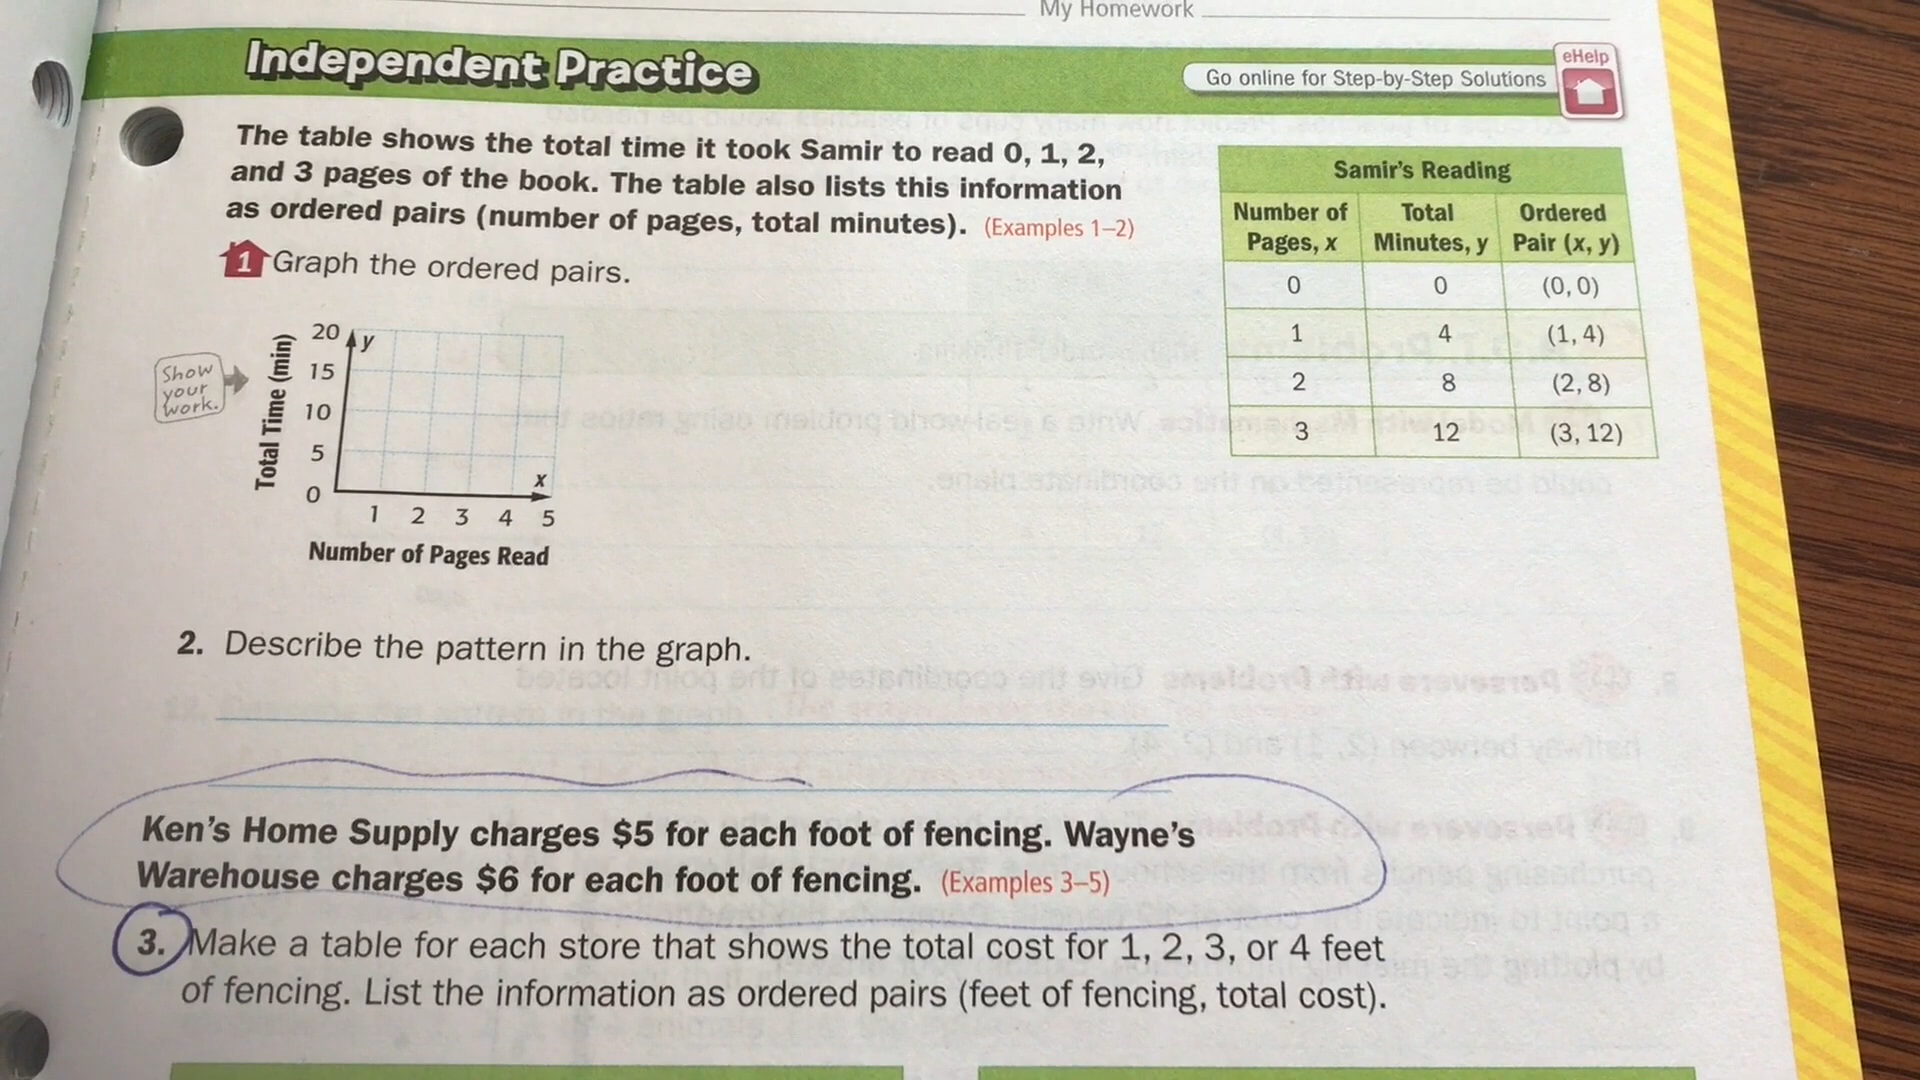 My Homework
Independent Practice
Go online for Step-by-Step Solutions
eHelp
The table shows the total time it took Samir to read 0, 1, 2,
and 3 pages of the book. The table also lists this information
as ordered pairs (number of pages, total minutes). (Examples 1–2)
1 Graph the ordered pairs.
Samir's Reading
Number of Pages, x Total Minutes, y Ordered Pair (x, y)
0 0 (0, 0)
1 4 (1, 4)
2 8 (2, 8)
3 12 (3, 12)
Show
your
work.
Total Time (min)
20 y
15
10
5
0
x
1 2 3 4 5
Number of Pages Read
2. Describe the pattern in the graph.
Ken's Home Supply charges $5 for each foot of fencing. Wayne's
Warehouse charges $6 for each foot of fencing. (Examples 3–5)
3. Make a table for each store that shows the total cost for 1, 2, 3, or 4 feet
of fencing. List the information as ordered pairs (feet of fencing, total cost).